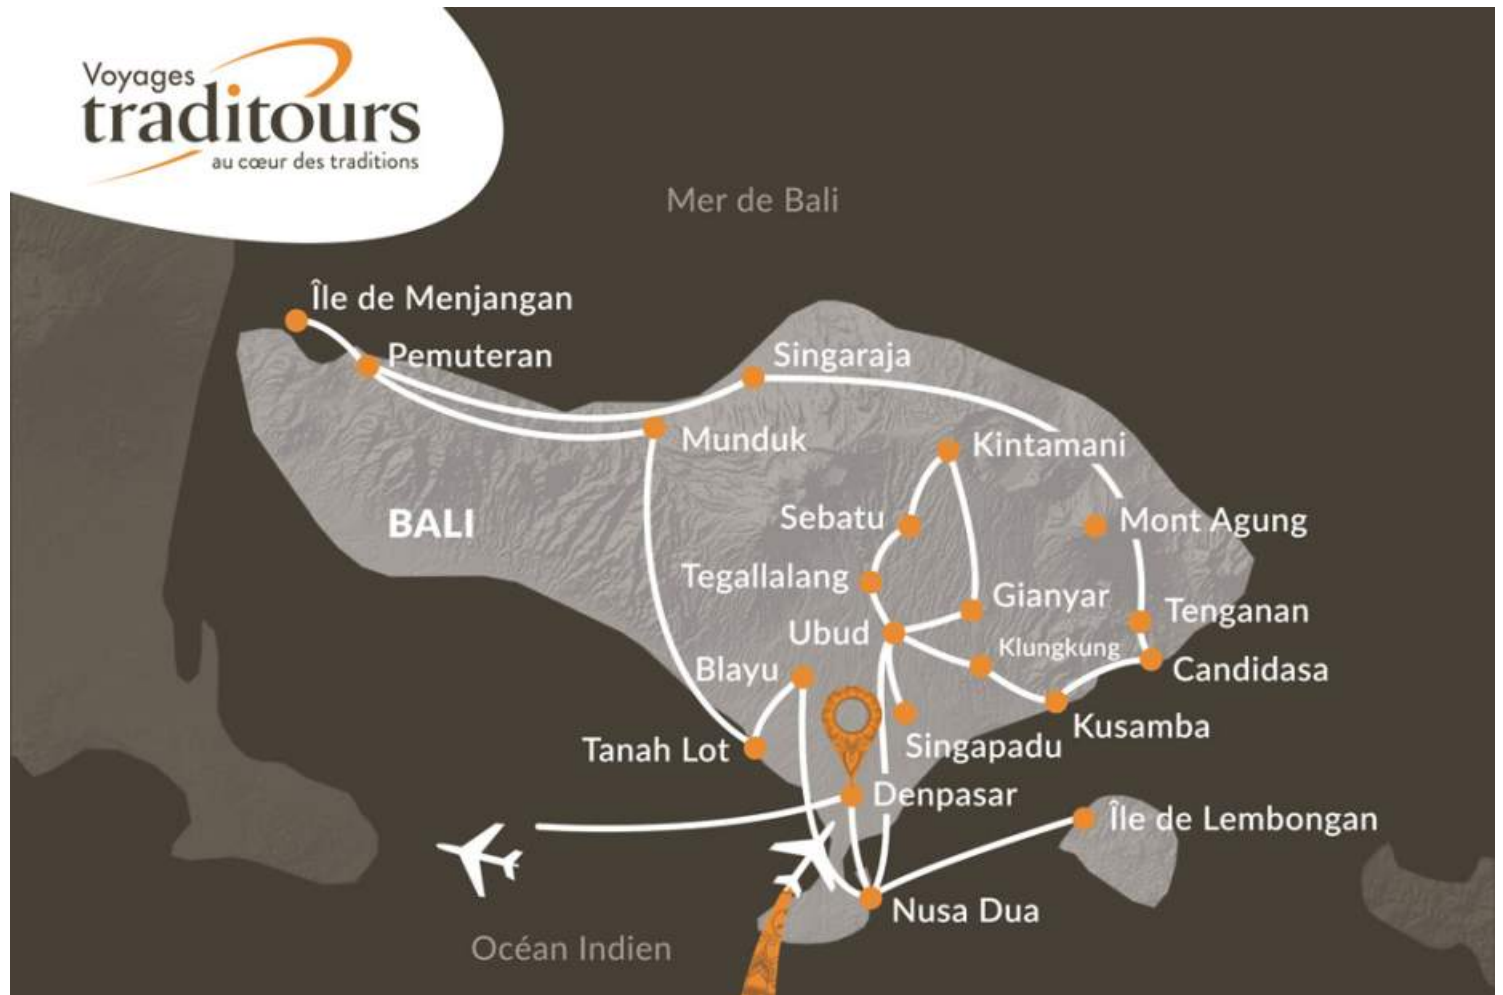 Voyages
traditours
au cœur des traditions
Mer de Bali
Île de Menjangan
Pemuteran
Singaraja
Munduk
Kintamani
BALI
Sebatu
Mont Agung
Tegallalang
Gianyar
Tenganan
Ubud
Klungkung
Blayu
Candidasa
Kusamba
Tanah Lot
Singapadu
Denpasar
Île de Lembongan
Nusa Dua
Océan Indien